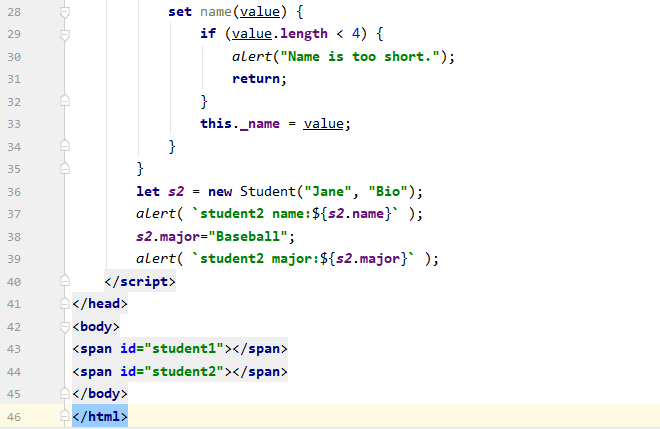 28 set name(value) {
29 if (value.length < 4) {
30 alert("Name is too short.");
31 return;
32 }
33 this._name = value;
34 }
35 }
36 let s2 = new Student("Jane", "Bio");
37 alert( `student2 name:${s2.name}` );
38 s2.major="Baseball";
39 alert( `student2 major:${s2.major}` );
40 </script>
41 </head>
42 <body>
43 <span id="student1"></span>
44 <span id="student2"></span>
45 </body>
46 </html>